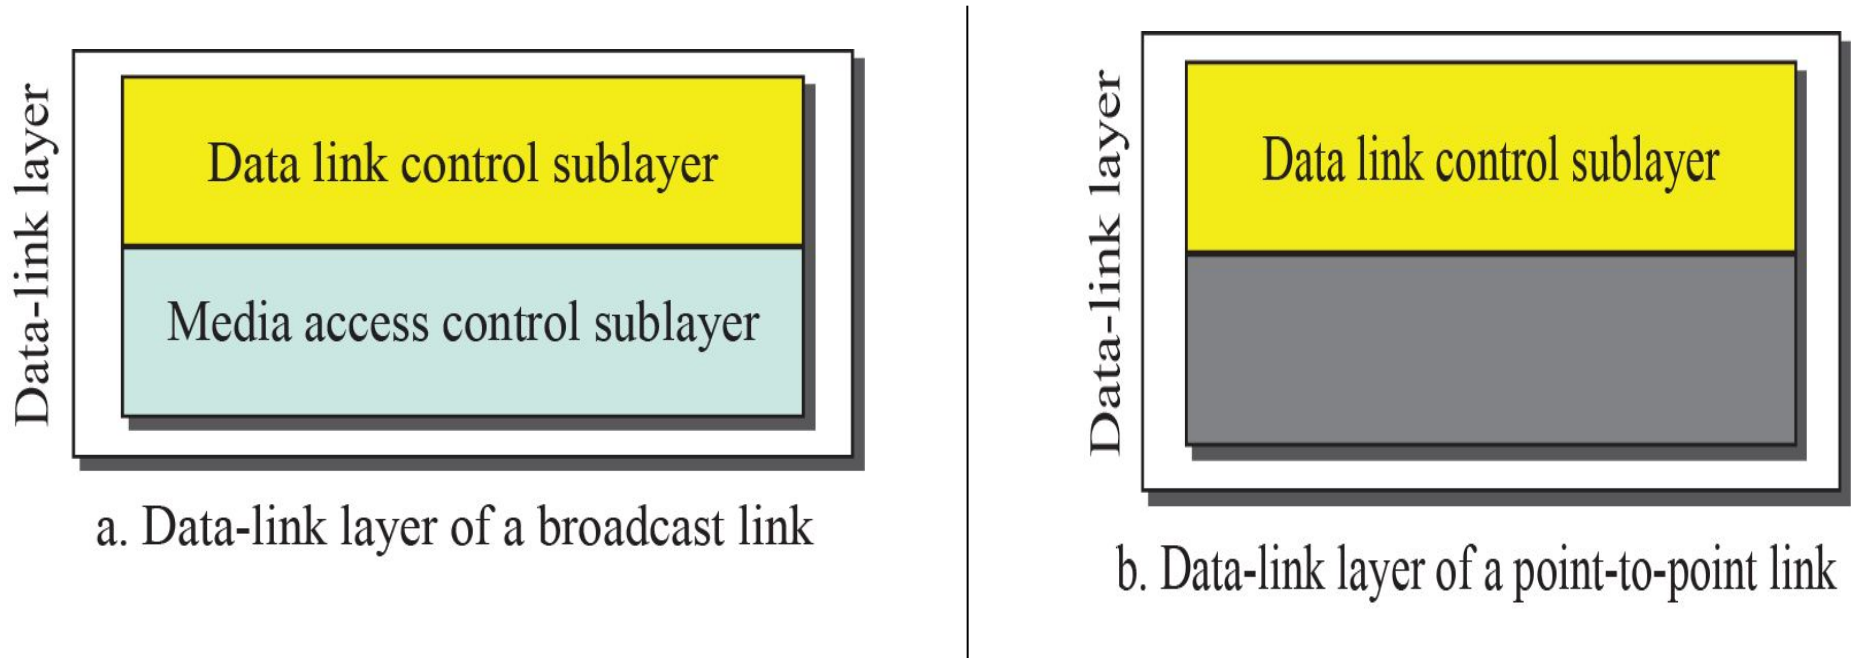 Data-link layer
Data link control sublayer
Media access control sublayer
a. Data-link layer of a broadcast link
Data-link layer
Data link control sublayer
b. Data-link layer of a point-to-point link